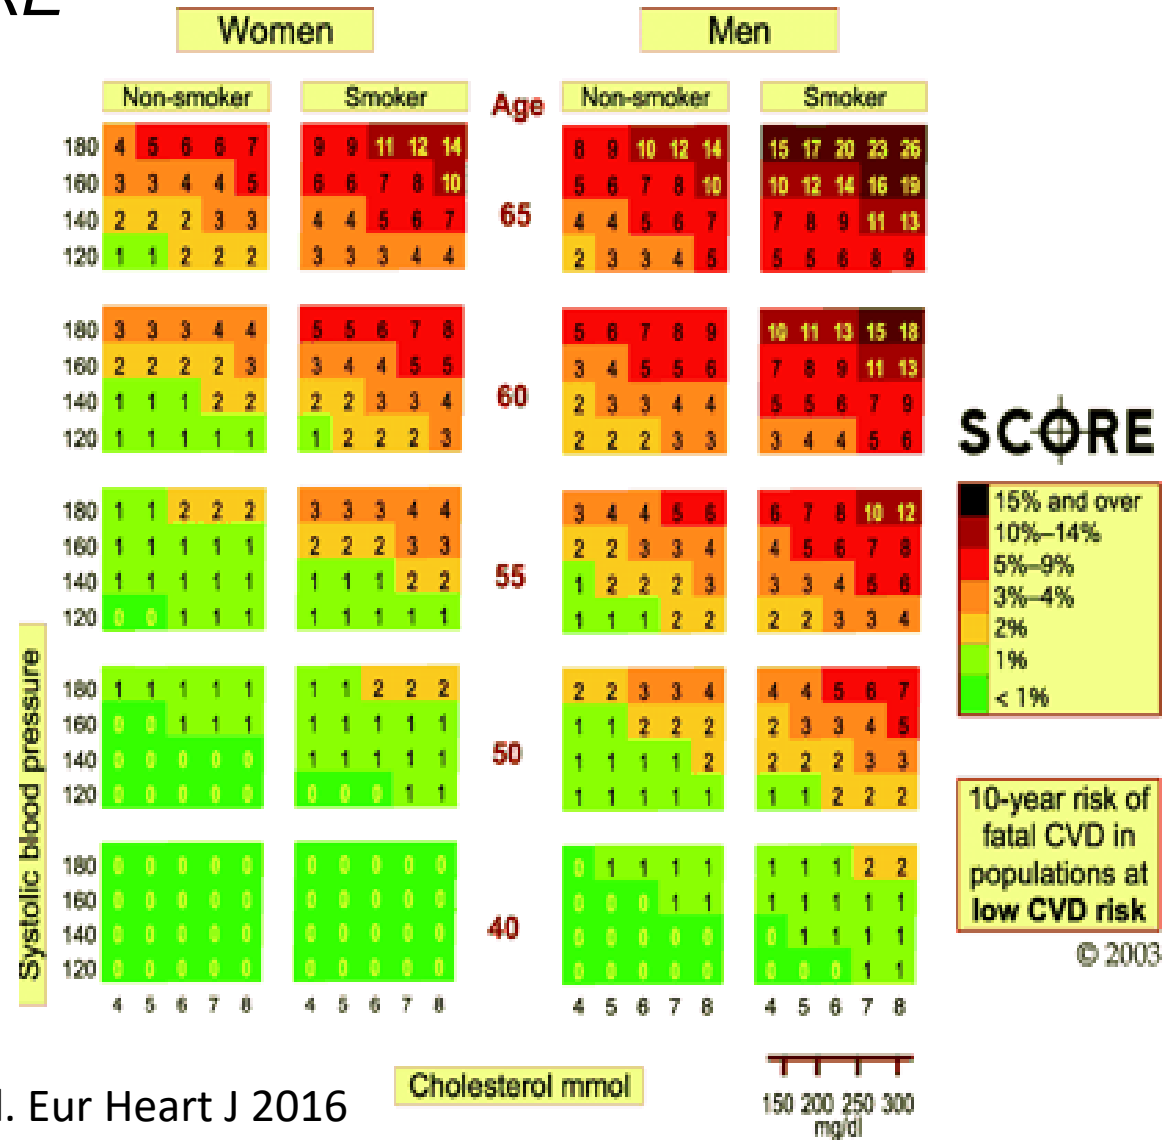 RE
Women Men
Non-smoker Smoker Age Non-smoker Smoker
180 4 5 6 6 7 9 9 11 12 14 8 9 10 12 14 15 17 20 23 26
160 3 3 4 4 5 6 6 7 8 10 5 6 7 8 10 10 12 14 16 19
65
140 2 2 2 3 3 4 4 5 6 7 4 4 5 6 7 7 8 9 11 13
120 1 1 2 2 2 3 3 3 4 4 2 3 3 4 5 5 5 6 8 9
180 3 3 3 4 4 5 5 6 7 8 5 6 7 8 9 10 11 13 15 18
160 2 2 2 2 3 3 4 4 5 5 3 4 5 5 6 7 8 9 11 13
60
140 1 1 1 2 2 2 2 3 3 4 2 3 3 4 4 5 5 6 7 9
120 1 1 1 1 1 1 2 2 2 3 2 2 2 3 3 3 4 4 5 6
180 1 1 2 2 2 3 3 3 4 4 3 4 4 5 6 6 7 8 10 12
160 1 1 1 1 1 2 2 2 3 3 2 2 3 3 4 4 5 6 7 8
55
140 1 1 1 1 1 1 1 1 2 2 1 2 2 2 3 3 3 4 5 6
120 0 0 1 1 1 1 1 1 1 1 1 1 1 2 2 2 2 3 3 4
180 1 1 1 1 1 1 1 2 2 2 2 2 3 3 4 4 4 5 6 7
160 0 0 1 1 1 1 1 1 1 1 1 1 2 2 2 2 3 3 4 5
50
140 0 0 0 0 0 1 1 1 1 1 1 1 1 1 2 2 2 2 3 3
120 0 0 0 0 0 0 0 0 1 1 1 1 1 1 1 1 1 2 2 2
180 0 0 0 0 0 0 0 0 0 0 0 1 1 1 1 1 1 1 2 2
160 0 0 0 0 0 0 0 0 0 0 0 0 0 1 1 1 1 1 1 1
40
140 0 0 0 0 0 0 0 0 0 0 0 0 0 0 0 0 1 1 1 1
120 0 0 0 0 0 0 0 0 0 0 0 0 0 0 0 0 0 0 1 1
4 5 6 7 8 4 5 6 7 8 4 5 6 7 8 4 5 6 7 8
Systolic blood pressure
Cholesterol mmol
150 200 250 300
mg/dl
SCORE
15% and over
10%–14%
5%–9%
3%–4%
2%
1%
< 1%
10-year risk of
fatal CVD in
populations at
low CVD risk
© 2003
l. Eur Heart J 2016